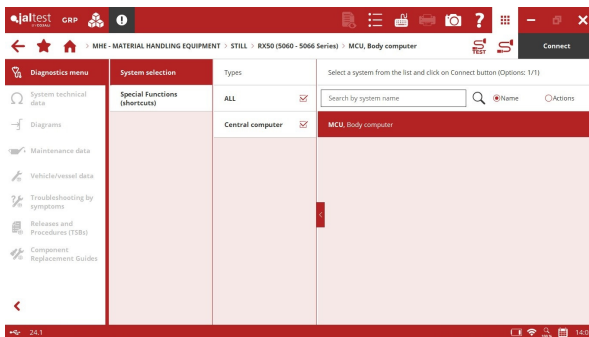 jaltest GRP
MHE - MATERIAL HANDLING EQUIPMENT > STILL > RX50 (5060 - 5066 Series) > MCU, Body computer
TEST
Connect
Diagnostics menu
System selection
Types
Select a system from the list and click on Connect button (Options: 1/1)
System technical
data
Special Functions
(shortcuts)
ALL
Search by system name
Name
Actions
Diagrams
Central computer
MCU, Body computer
Maintenance data
Vehicle/vessel data
Troubleshooting by
symptoms
Releases and
Procedures (TSBs)
Component
Replacement Guides
24.1